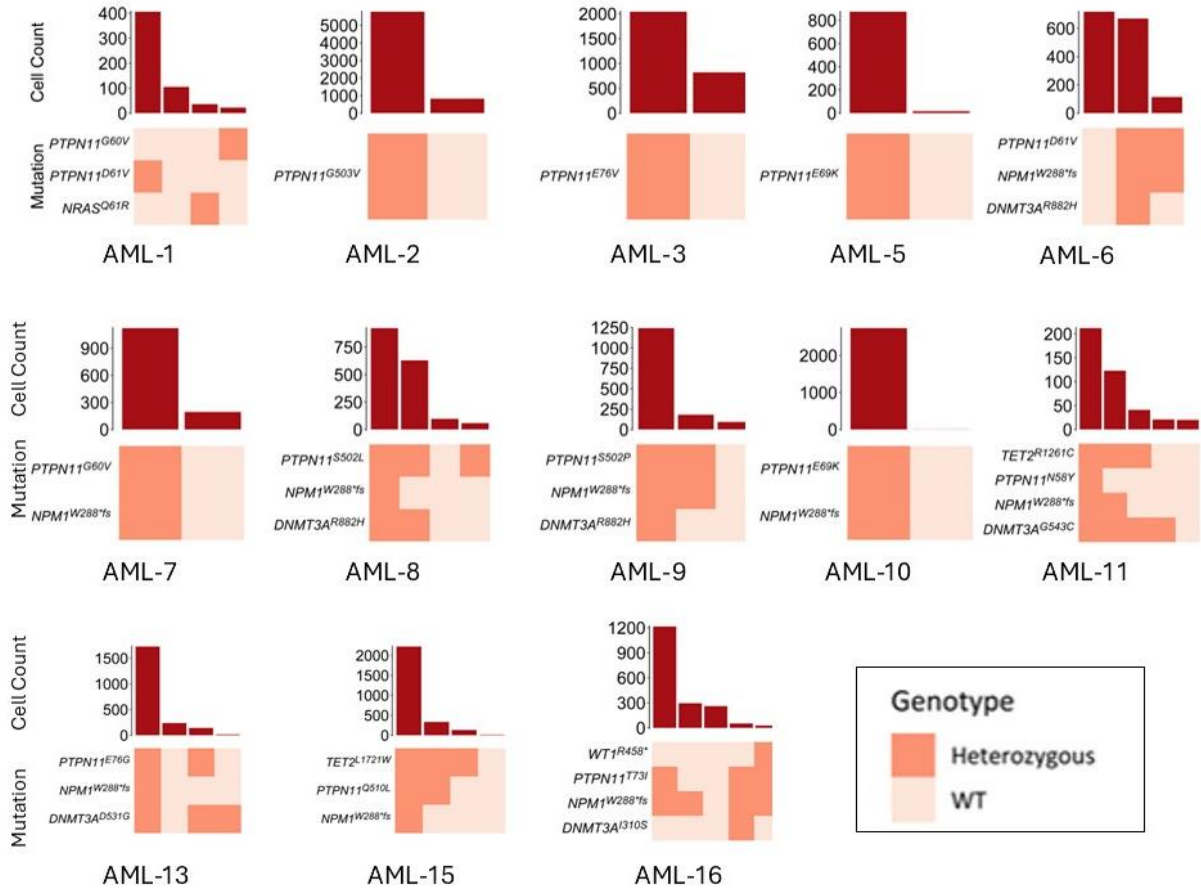 Cell Count
400
300
200
100
0
Mutation
PTPN11G60V
PTPN11D61V
NRASQ61R
AML-1
5000
4000
3000
2000
1000
0
PTPN11G503V
AML-2
2000
1500
1000
500
0
PTPN11E76V
AML-3
800
600
400
200
0
PTPN11E69K
AML-5
600
400
200
0
PTPN11D61V
NPM1W288*fs
DNMT3AR882H
AML-6
Cell Count
900
600
300
0
Mutation
PTPN11G60V
NPM1W288*fs
AML-7
750
500
250
0
PTPN11S502L
NPM1W288*fs
DNMT3AR882H
AML-8
1250
1000
750
500
250
0
PTPN11S502P
NPM1W288*fs
DNMT3AR882H
AML-9
2000
1000
0
PTPN11E69K
NPM1W288*fs
AML-10
200
150
100
50
0
TET2R1261C
PTPN11N58Y
NPM1W288*fs
DNMT3AG543C
AML-11
Cell Count
1500
1000
500
0
Mutation
PTPN11E76G
NPM1W288*fs
DNMT3AD531G
AML-13
2000
1500
1000
500
0
TET2L1721W
PTPN11Q510L
NPM1W288*fs
AML-15
1200
900
600
300
0
WT1R458*
PTPN11T73I
NPM1W288*fs
DNMT3AI310S
AML-16
Genotype
Heterozygous
WT